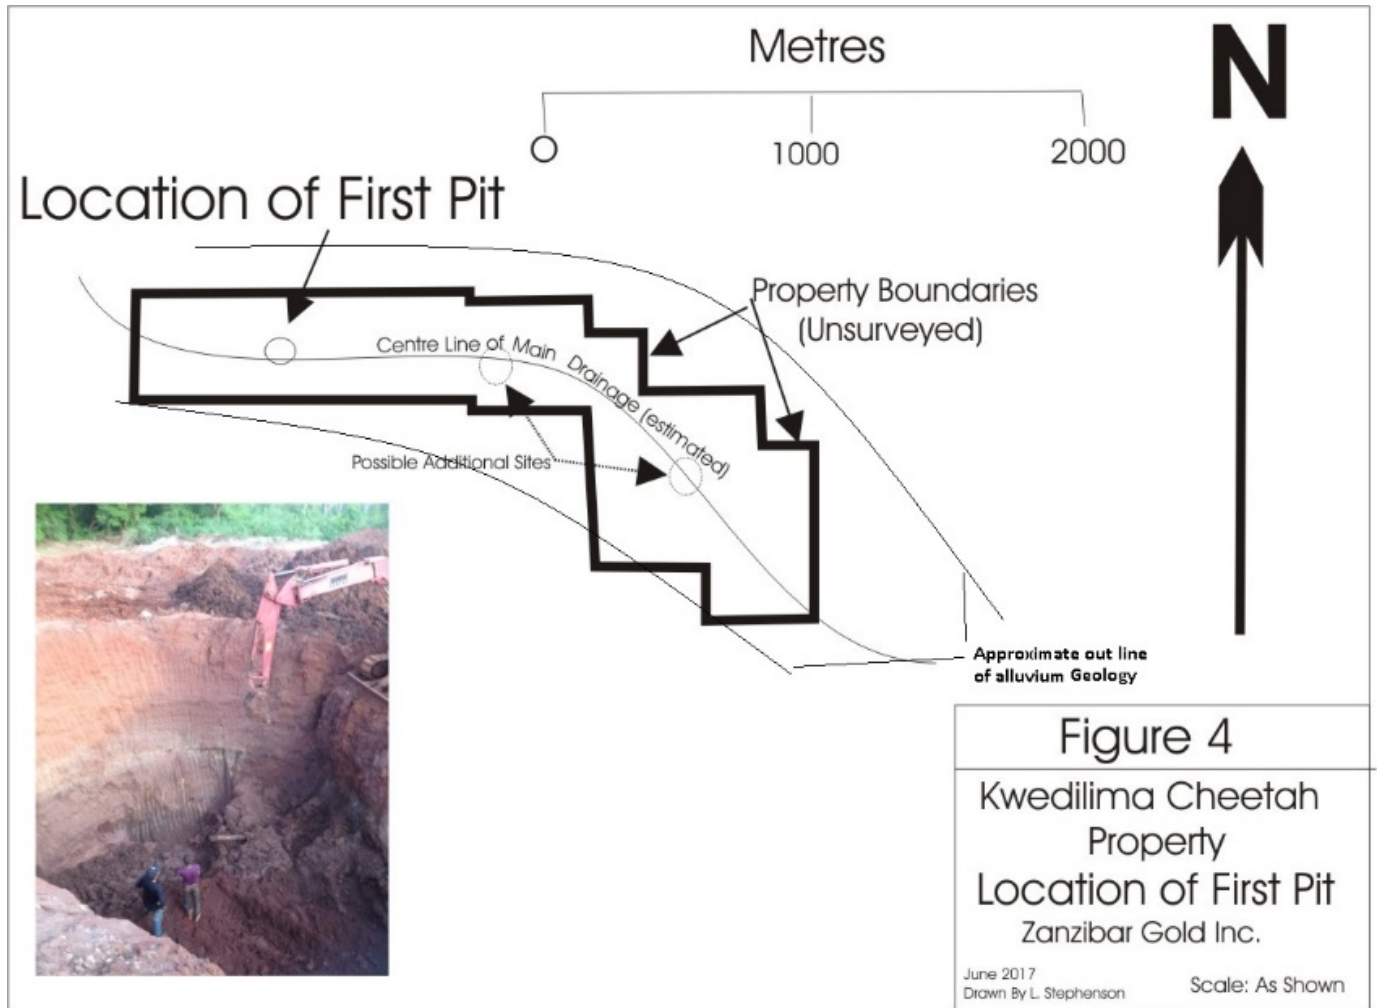 Metres
N
O
1000
2000
Location of First Pit
Property Boundaries
(Unsurveyed)
Centre Line of Main Drainage (estimated)
Possible Additional Sites
Approximate out line
of alluvium Geology
Figure 4
Kwedilima Cheetah
Property
Location of First Pit
Zanzibar Gold Inc.
June 2017
Drawn By L. Stephenson
Scale: As Shown